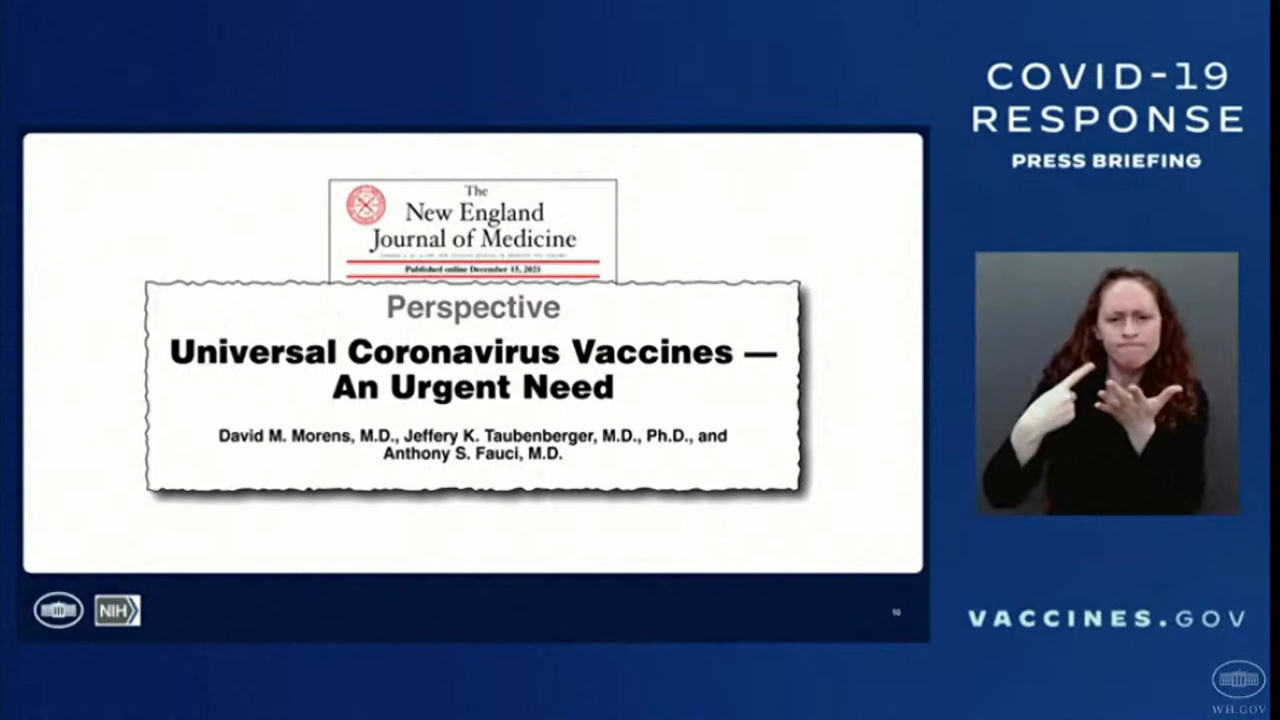 COVID-19
RESPONSE
PRESS BRIEFING
The
New England
Journal of Medicine
Published online December 15, 2021
Perspective
Universal Coronavirus Vaccines —
An Urgent Need
David M. Morens, M.D., Jeffery K. Taubenberger, M.D., Ph.D., and
Anthony S. Fauci, M.D.
NIH
10
VACCINES.GOV
WH.GOV